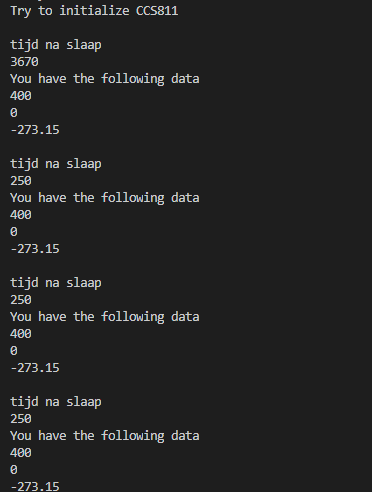 Try to initialize CCS811
tijd na slaap
3670
You have the following data
400
0
-273.15
tijd na slaap
250
You have the following data
400
0
-273.15
tijd na slaap
250
You have the following data
400
0
-273.15
tijd na slaap
250
You have the following data
400
0
-273.15